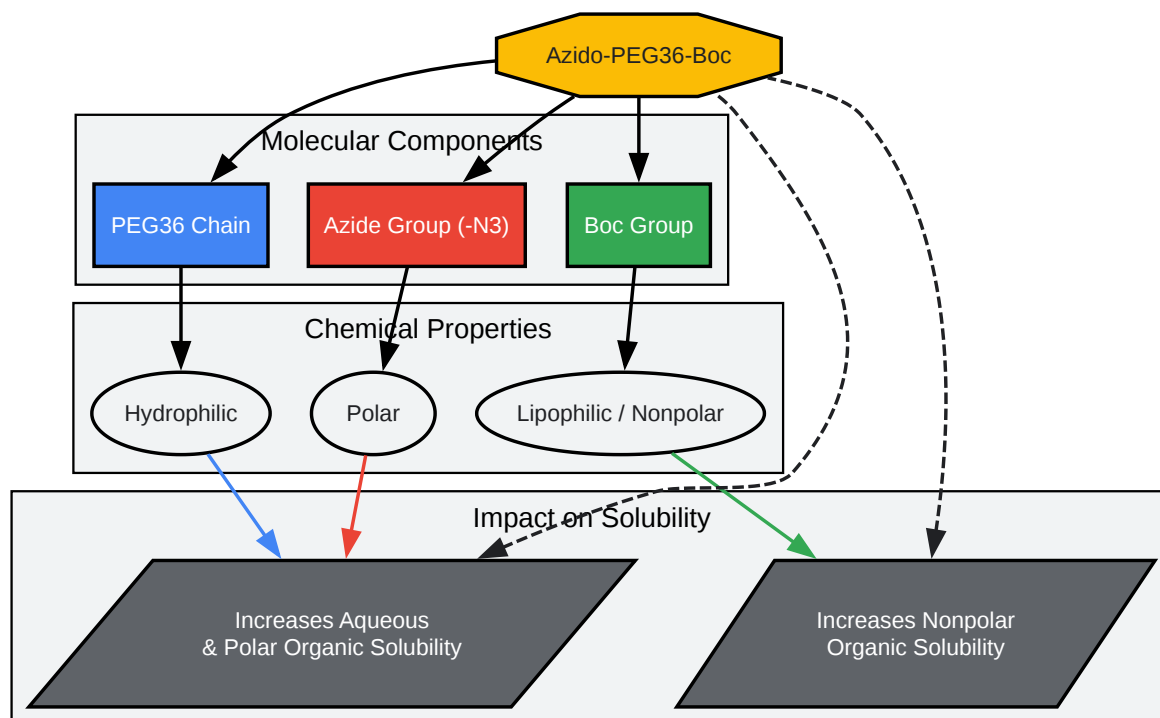 Azido-PEG36-Boc
Molecular Components
PEG36 Chain
Azide Group (-N3)
Boc Group
Chemical Properties
Hydrophilic
Polar
Lipophilic / Nonpolar
Impact on Solubility
Increases Aqueous
& Polar Organic Solubility
Increases Nonpolar
Organic Solubility